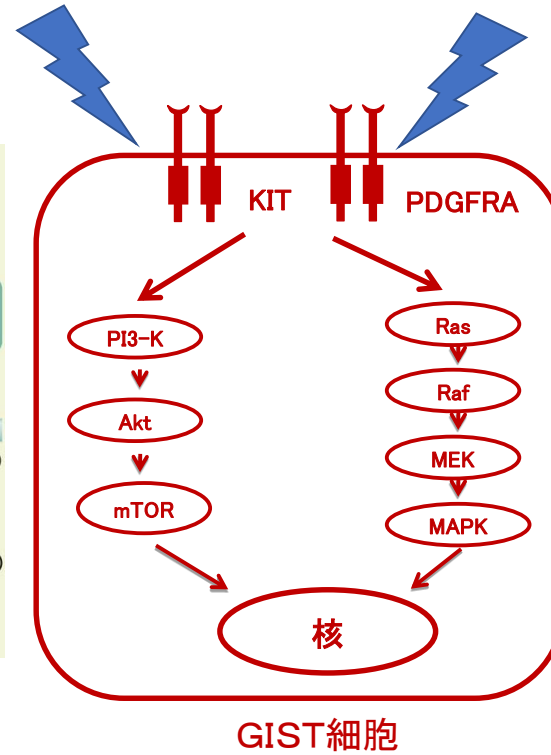 KIT
PDGFRA
PI3-K
Akt
mTOR
Ras
Raf
MEK
MAPK
核
GIST細胞